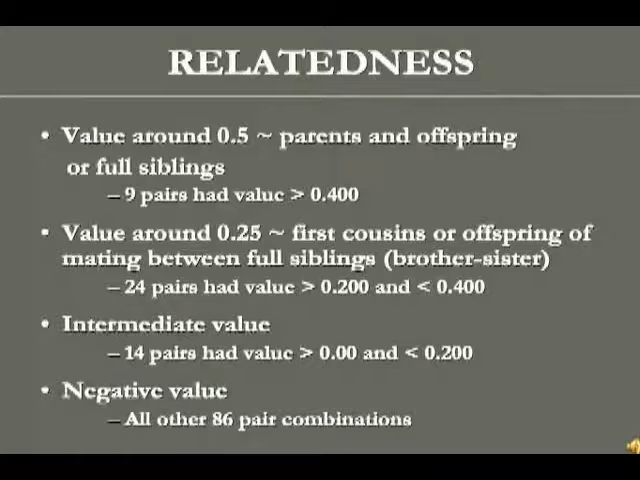 RELATEDNESS
• Value around 0.5 ~ parents and offspring
or full siblings
– 9 pairs had value > 0.400
• Value around 0.25 ~ first cousins or offspring of
mating between full siblings (brother-sister)
– 24 pairs had value > 0.200 and < 0.400
• Intermediate value
– 14 pairs had value > 0.00 and < 0.200
• Negative value
– All other 86 pair combinations